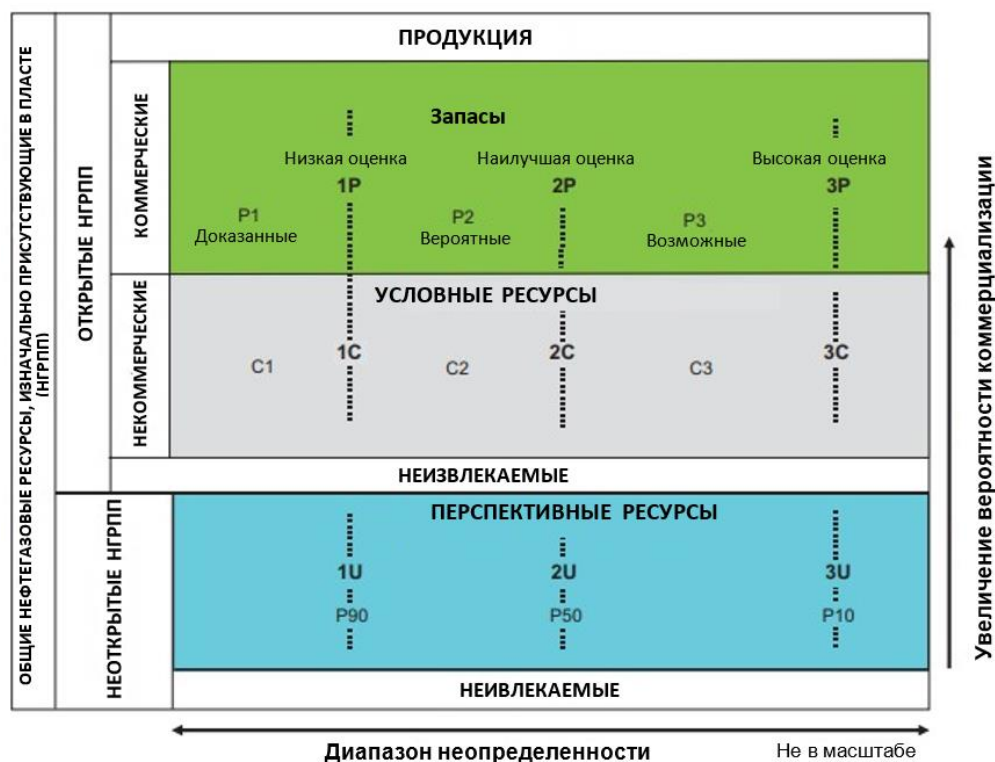 ОБЩИЕ НЕФТЕГАЗОВЫЕ РЕСУРСЫ, ИЗНАЧАЛЬНО ПРИСУТСТВУЮЩИЕ В ПЛАСТЕ
(НГРПП)
ОТКРЫТЫЕ НГРПП
ПРОДУКЦИЯ
КОММЕРЧЕСКИЕ
Запасы
Низкая оценка Наилучшая оценка Высокая оценка
1P 2P 3P
P1 P2 P3
Доказанные Вероятные Возможные
НЕКОММЕРЧЕСКИЕ
УСЛОВНЫЕ РЕСУРСЫ
1C 2C 3C
C1 C2 C3
НЕИЗВЛЕКАЕМЫЕ
НЕОТКРЫТЫЕ НГРПП
ПЕРСПЕКТИВНЫЕ РЕСУРСЫ
1U 2U 3U
P90 P50 P10
НЕИВЛЕКАЕМЫЕ
Увеличение вероятности коммерциализации
Диапазон неопределенности Не в масштабе